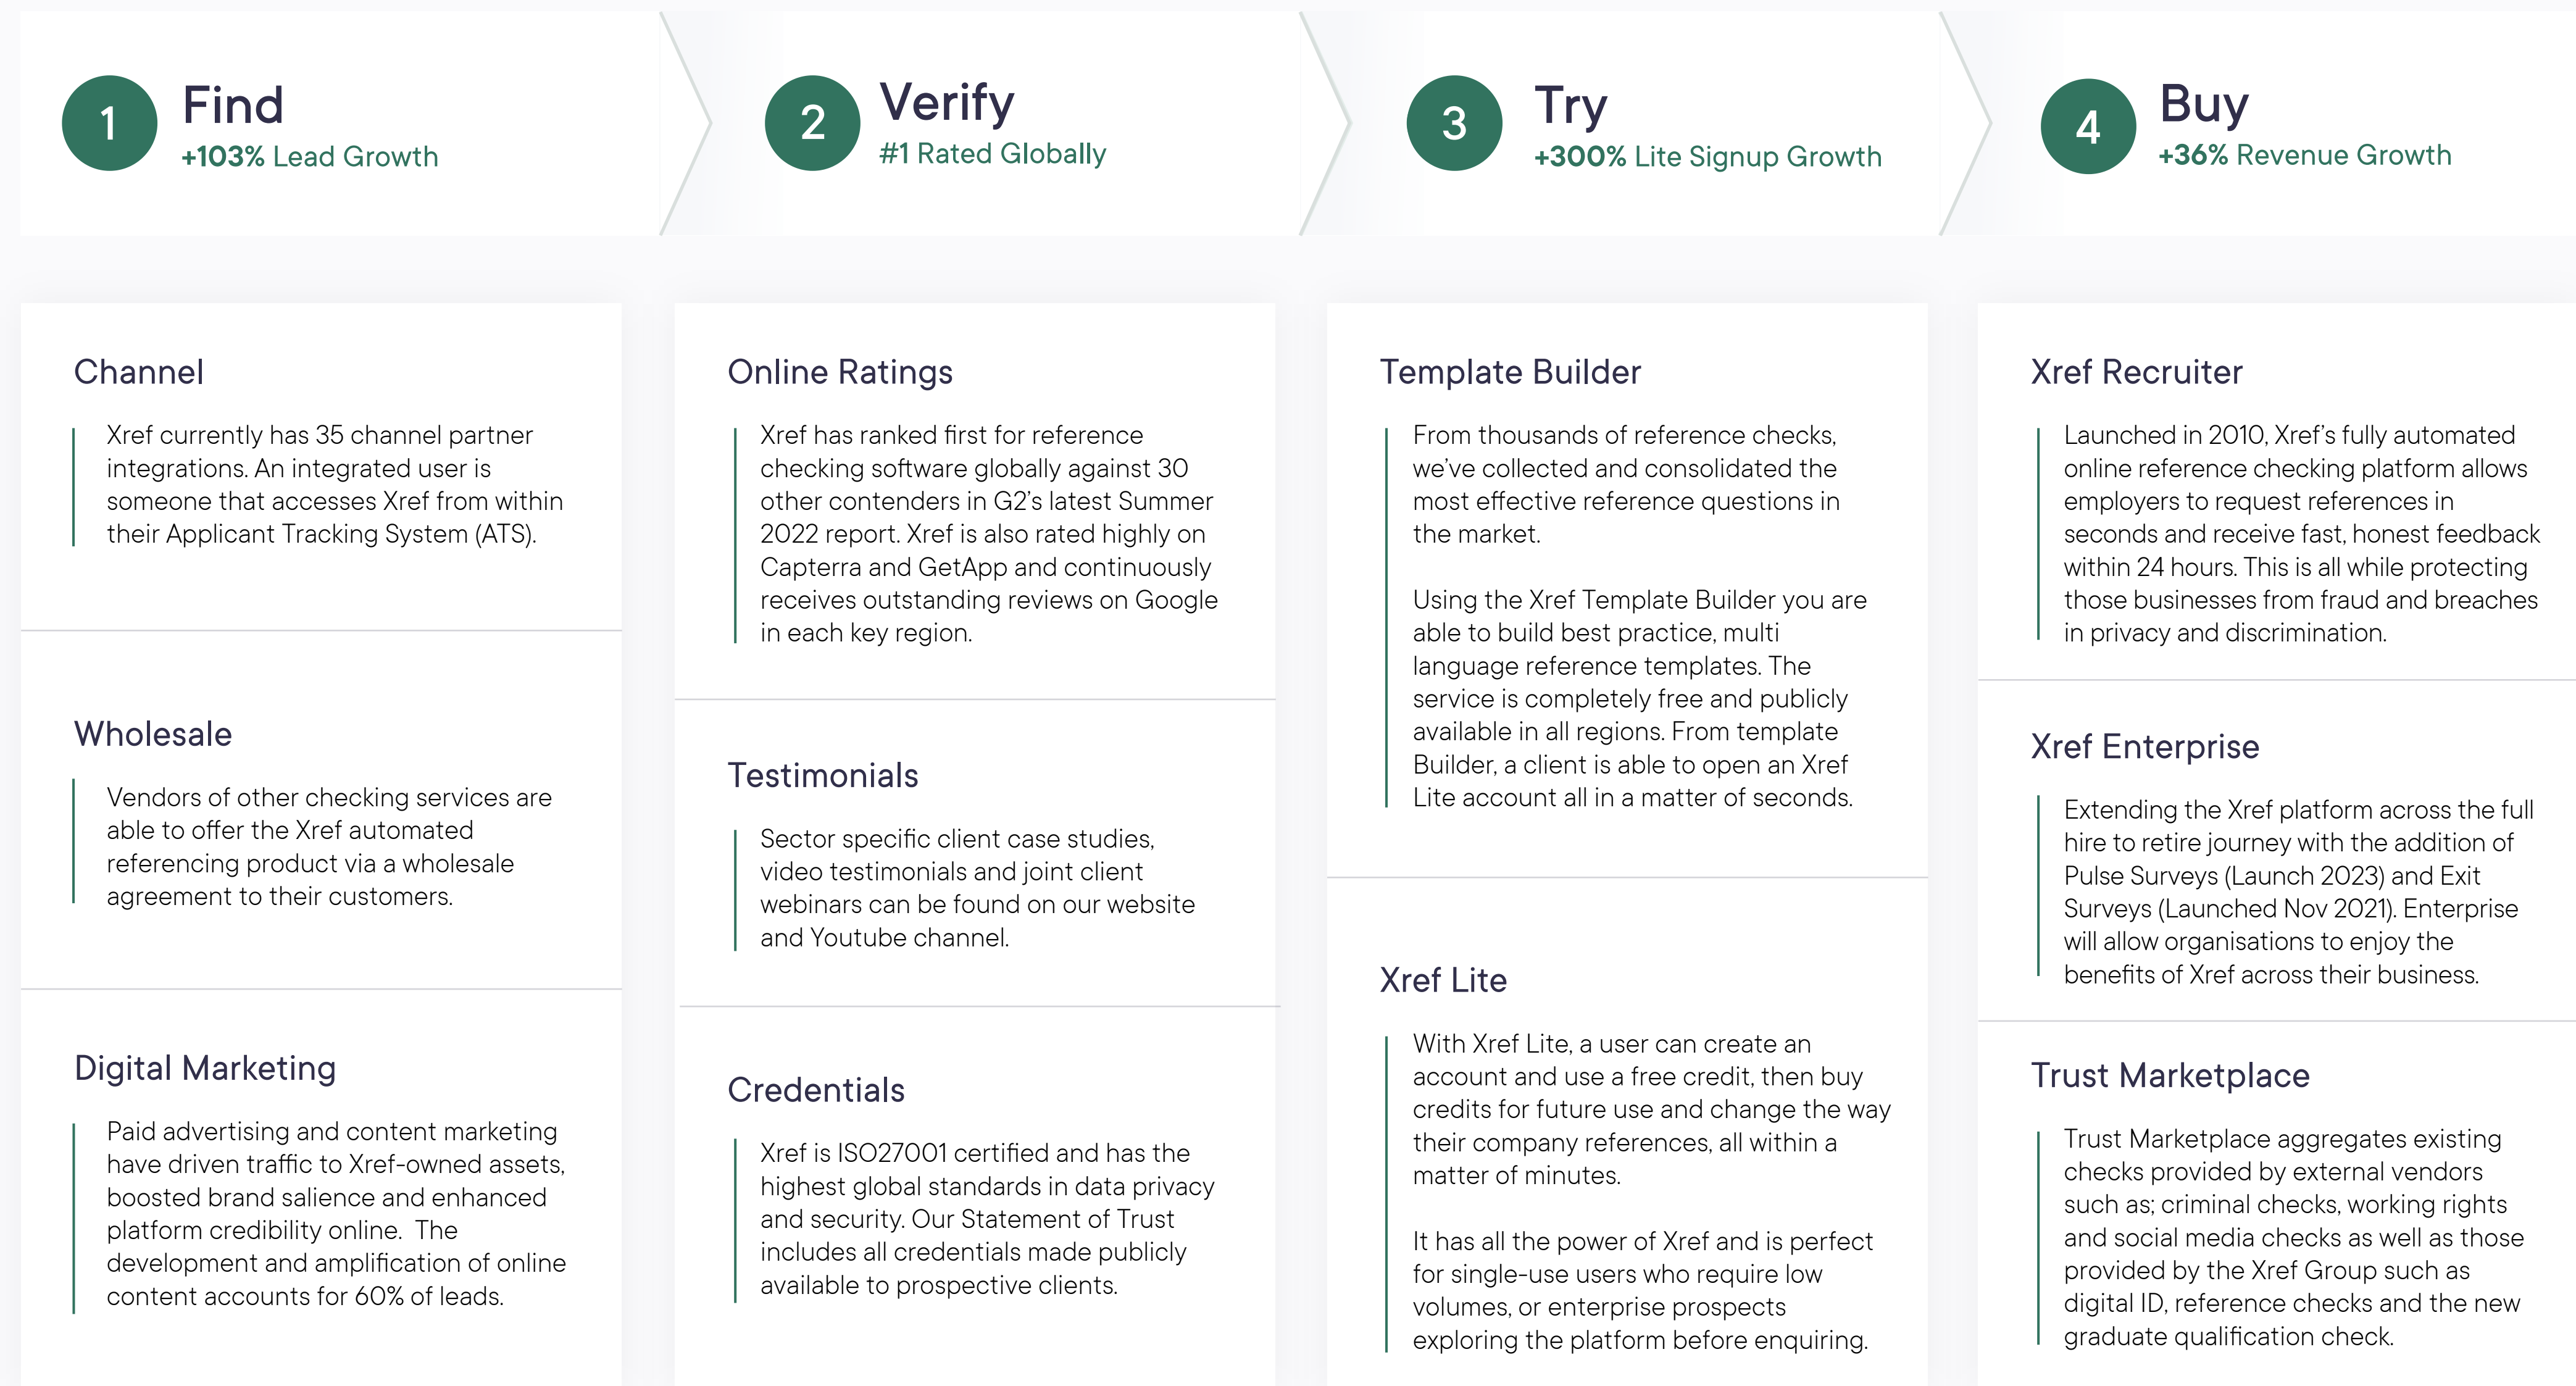 1
Find
+103% Lead Growth
2
Verify
#1 Rated Globally
3
Try
+300% Lite Signup Growth
4
Buy
+36% Revenue Growth
Channel
Xref currently has 35 channel partner
integrations. An integrated user is
someone that accesses Xref from within
their Applicant Tracking System (ATS).
Wholesale
Vendors of other checking services are
able to offer the Xref automated
referencing product via a wholesale
agreement to their customers.
Digital Marketing
Paid advertising and content marketing
have driven traffic to Xref-owned assets,
boosted brand salience and enhanced
platform credibility online.  The
development and amplification of online
content accounts for 60% of leads.
Online Ratings
Xref has ranked first for reference
checking software globally against 30
other contenders in G2’s latest Summer
2022 report. Xref is also rated highly on
Capterra and GetApp and continuously
receives outstanding reviews on Google
in each key region.
Testimonials
Sector specific client case studies,
video testimonials and joint client
webinars can be found on our website
and Youtube channel.
Credentials
Xref is ISO27001 certified and has the
highest global standards in data privacy
and security. Our Statement of Trust
includes all credentials made publicly
available to prospective clients.
Template Builder
From thousands of reference checks,
we’ve collected and consolidated the
most effective reference questions in
the market.
Using the Xref Template Builder you are
able to build best practice, multi
language reference templates. The
service is completely free and publicly
available in all regions. From template
Builder, a client is able to open an Xref
Lite account all in a matter of seconds.
Xref Lite
With Xref Lite, a user can create an
account and use a free credit, then buy
credits for future use and change the way
their company references, all within a
matter of minutes.
It has all the power of Xref and is perfect
for single-use users who require low
volumes, or enterprise prospects
exploring the platform before enquiring.
Xref Recruiter
Launched in 2010, Xref’s fully automated
online reference checking platform allows
employers to request references in
seconds and receive fast, honest feedback
within 24 hours. This is all while protecting
those businesses from fraud and breaches
in privacy and discrimination.
Xref Enterprise
Extending the Xref platform across the full
hire to retire journey with the addition of
Pulse Surveys (Launch 2023) and Exit
Surveys (Launched Nov 2021). Enterprise
will allow organisations to enjoy the
benefits of Xref across their business.
Trust Marketplace
Trust Marketplace aggregates existing
checks provided by external vendors
such as; criminal checks, working rights
and social media checks as well as those
provided by the Xref Group such as
digital ID, reference checks and the new
graduate qualification check.